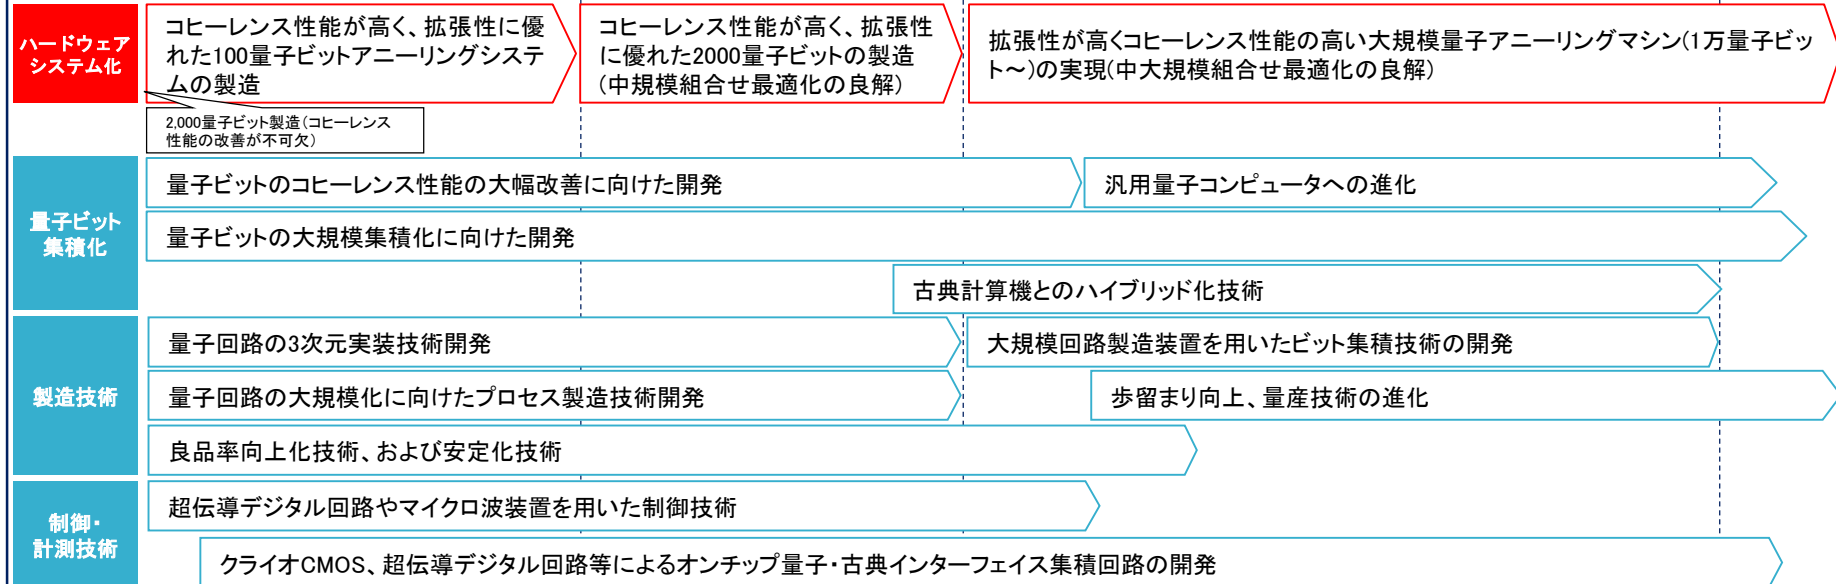 ハードウェア
システム化
コヒーレンス性能が高く、拡張性に優
れた100量子ビットアニーリングシステ
ムの製造
コヒーレンス性能が高く、拡張性
に優れた2000量子ビットの製造
(中規模組合せ最適化の良解)
拡張性が高くコヒーレンス性能の高い大規模量子アニーリングマシン(1万量子ビッ
ト～)の実現(中大規模組合せ最適化の良解)
2,000量子ビット製造(コヒーレンス
性能の改善が不可欠)
量子ビット
集積化
量子ビットのコヒーレンス性能の大幅改善に向けた開発
汎用量子コンピュータへの進化
量子ビットの大規模集積化に向けた開発
古典計算機とのハイブリッド化技術
製造技術
量子回路の3次元実装技術開発
大規模回路製造装置を用いたビット集積技術の開発
量子回路の大規模化に向けたプロセス製造技術開発
歩留まり向上、量産技術の進化
良品率向上化技術、および安定化技術
制御・
計測技術
超伝導デジタル回路やマイクロ波装置を用いた制御技術
クライオCMOS、超伝導デジタル回路等によるオンチップ量子・古典インターフェイス集積回路の開発